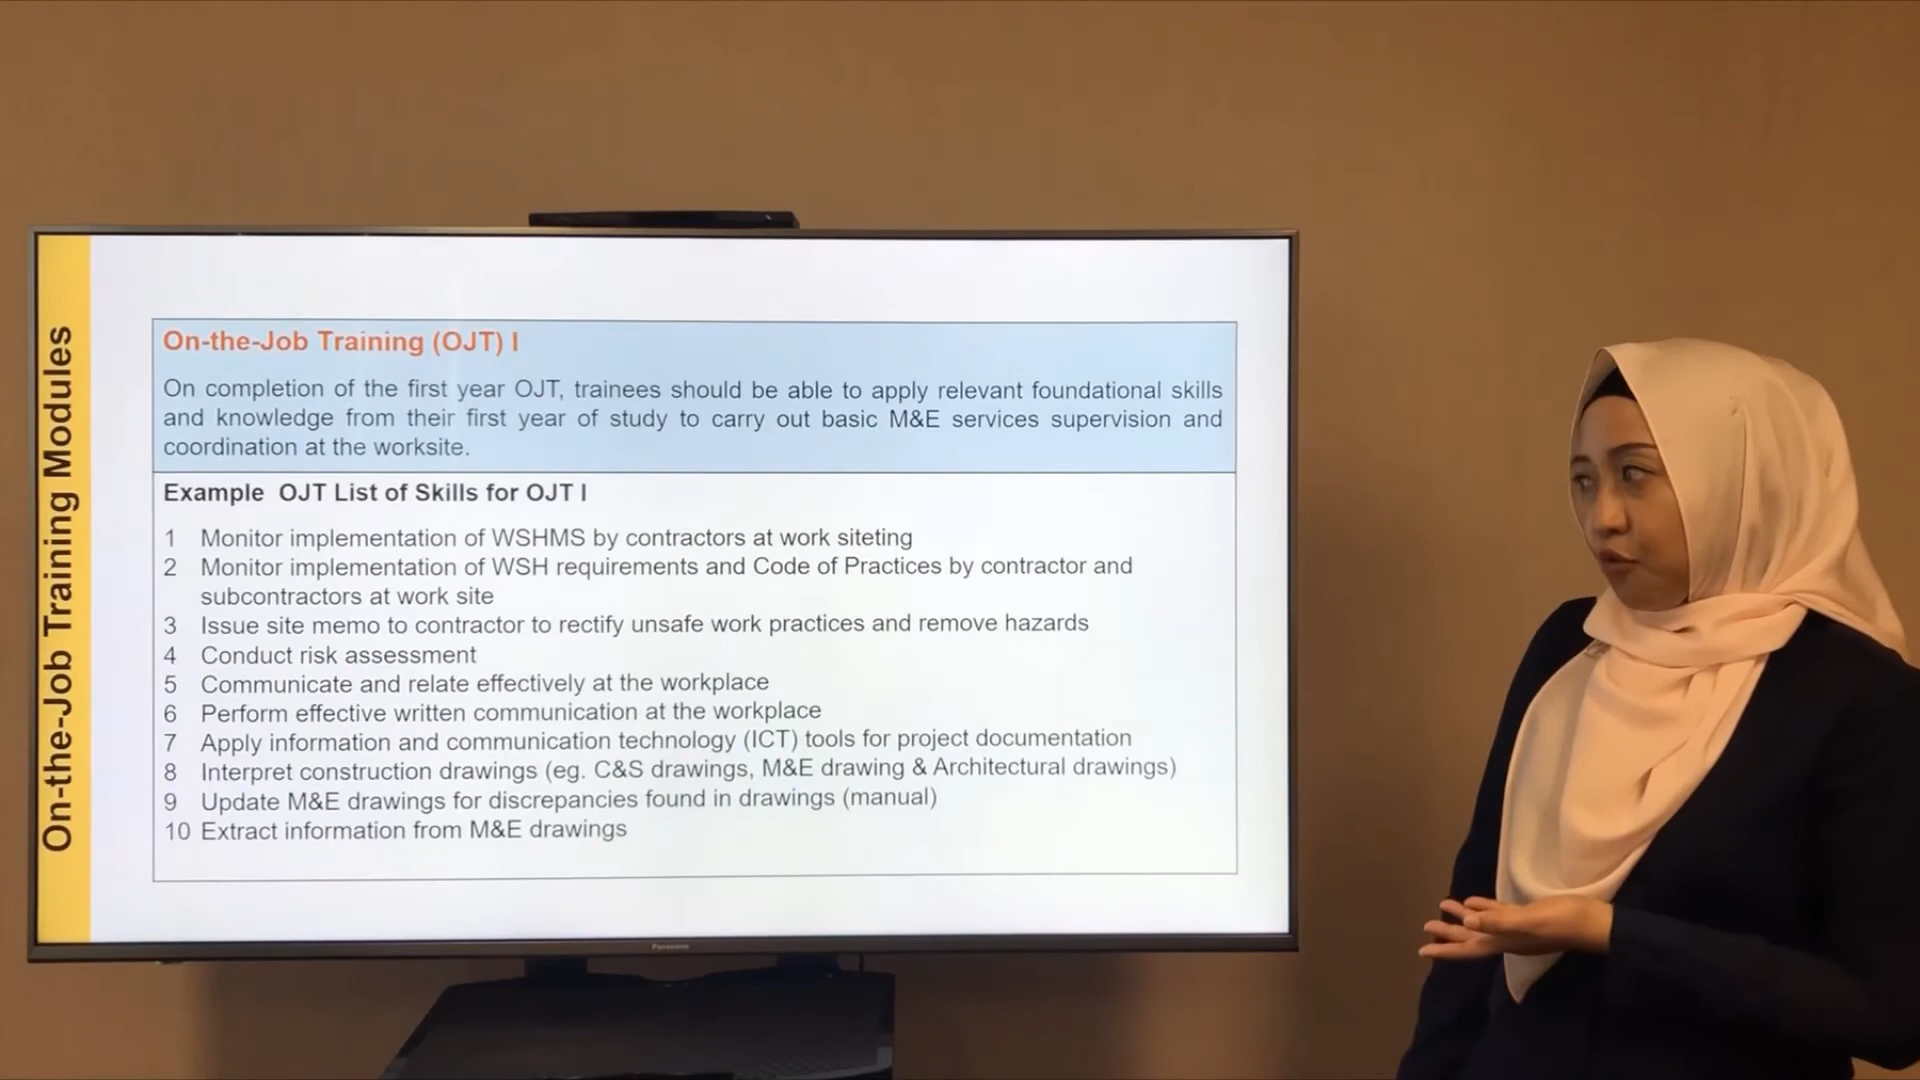 On-the-Job Training Modules
On-the-Job Training (OJT) I
On completion of the first year OJT, trainees should be able to apply relevant foundational skills
and knowledge from their first year of study to carry out basic M&E services supervision and
coordination at the worksite.
Example OJT List of Skills for OJT I
1 Monitor implementation of WSHMS by contractors at work siteting
2 Monitor implementation of WSH requirements and Code of Practices by contractor and
subcontractors at work site
3 Issue site memo to contractor to rectify unsafe work practices and remove hazards
4 Conduct risk assessment
5 Communicate and relate effectively at the workplace
6 Perform effective written communication at the workplace
7 Apply information and communication technology (ICT) tools for project documentation
8 Interpret construction drawings (eg. C&S drawings, M&E drawing & Architectural drawings)
9 Update M&E drawings for discrepancies found in drawings (manual)
10 Extract information from M&E drawings
Panasonic